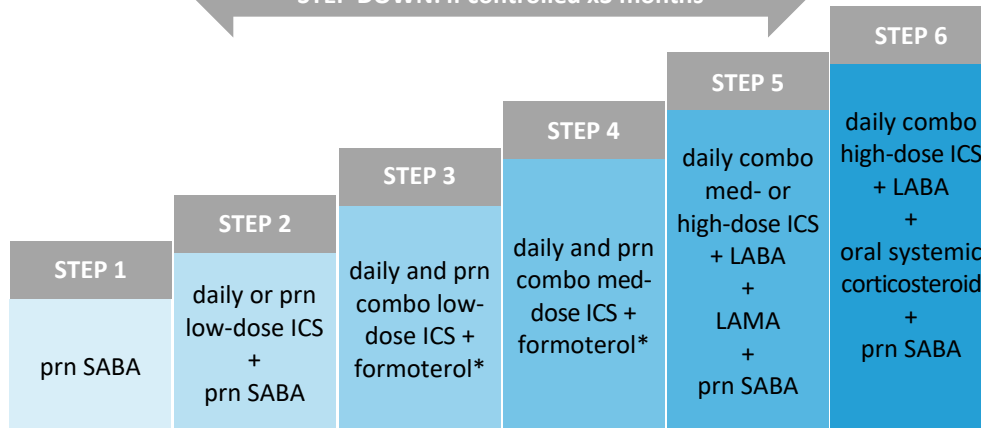 STEP DOWN: if controlled x3 months
STEP 1
prn SABA
STEP 2
daily or prn
low-dose ICS
+
prn SABA
STEP 3
daily and prn
combo low-
dose ICS +
formoterol*
STEP 4
daily and prn
combo med-
dose ICS +
formoterol*
STEP 5
daily combo
med- or
high-dose ICS
+ LABA
+
LAMA
+
prn SABA
STEP 6
daily combo
high-dose ICS
+ LABA
+
oral systemic
corticosteroid
+
prn SABA